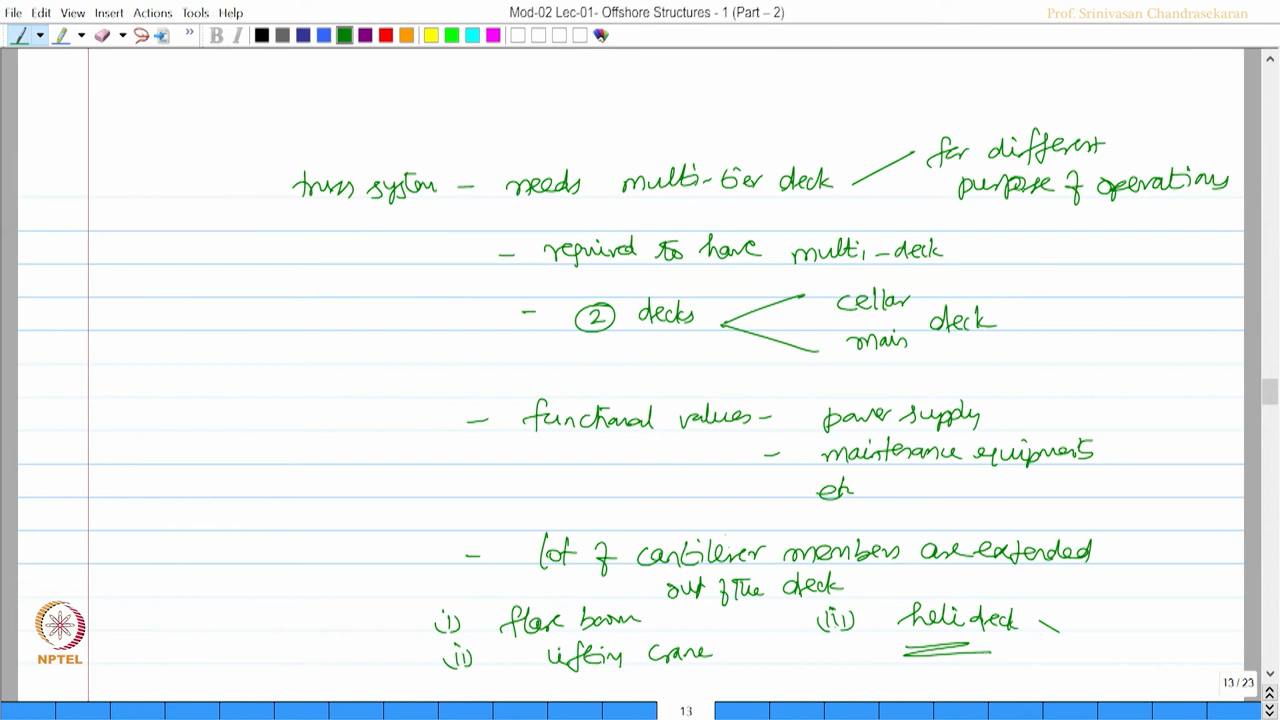 File Edit View Insert Actions Tools Help
Mod-02 Lec-01- Offshore Structures - 1 (Part – 2)
Prof. Srinivasan Chandrasekaran
B I
truss system - needs multi-tier deck
for different
purpose of operations
- required to have multi-deck
- 2 decks
cellar
main
deck
- functional values - power supply
- maintenance equipments
etc
- lot of cantilever members are extended
out of the deck
(i) flare boom
(iii) helideck
(ii) lifting crane
NPTEL
13 / 23
13